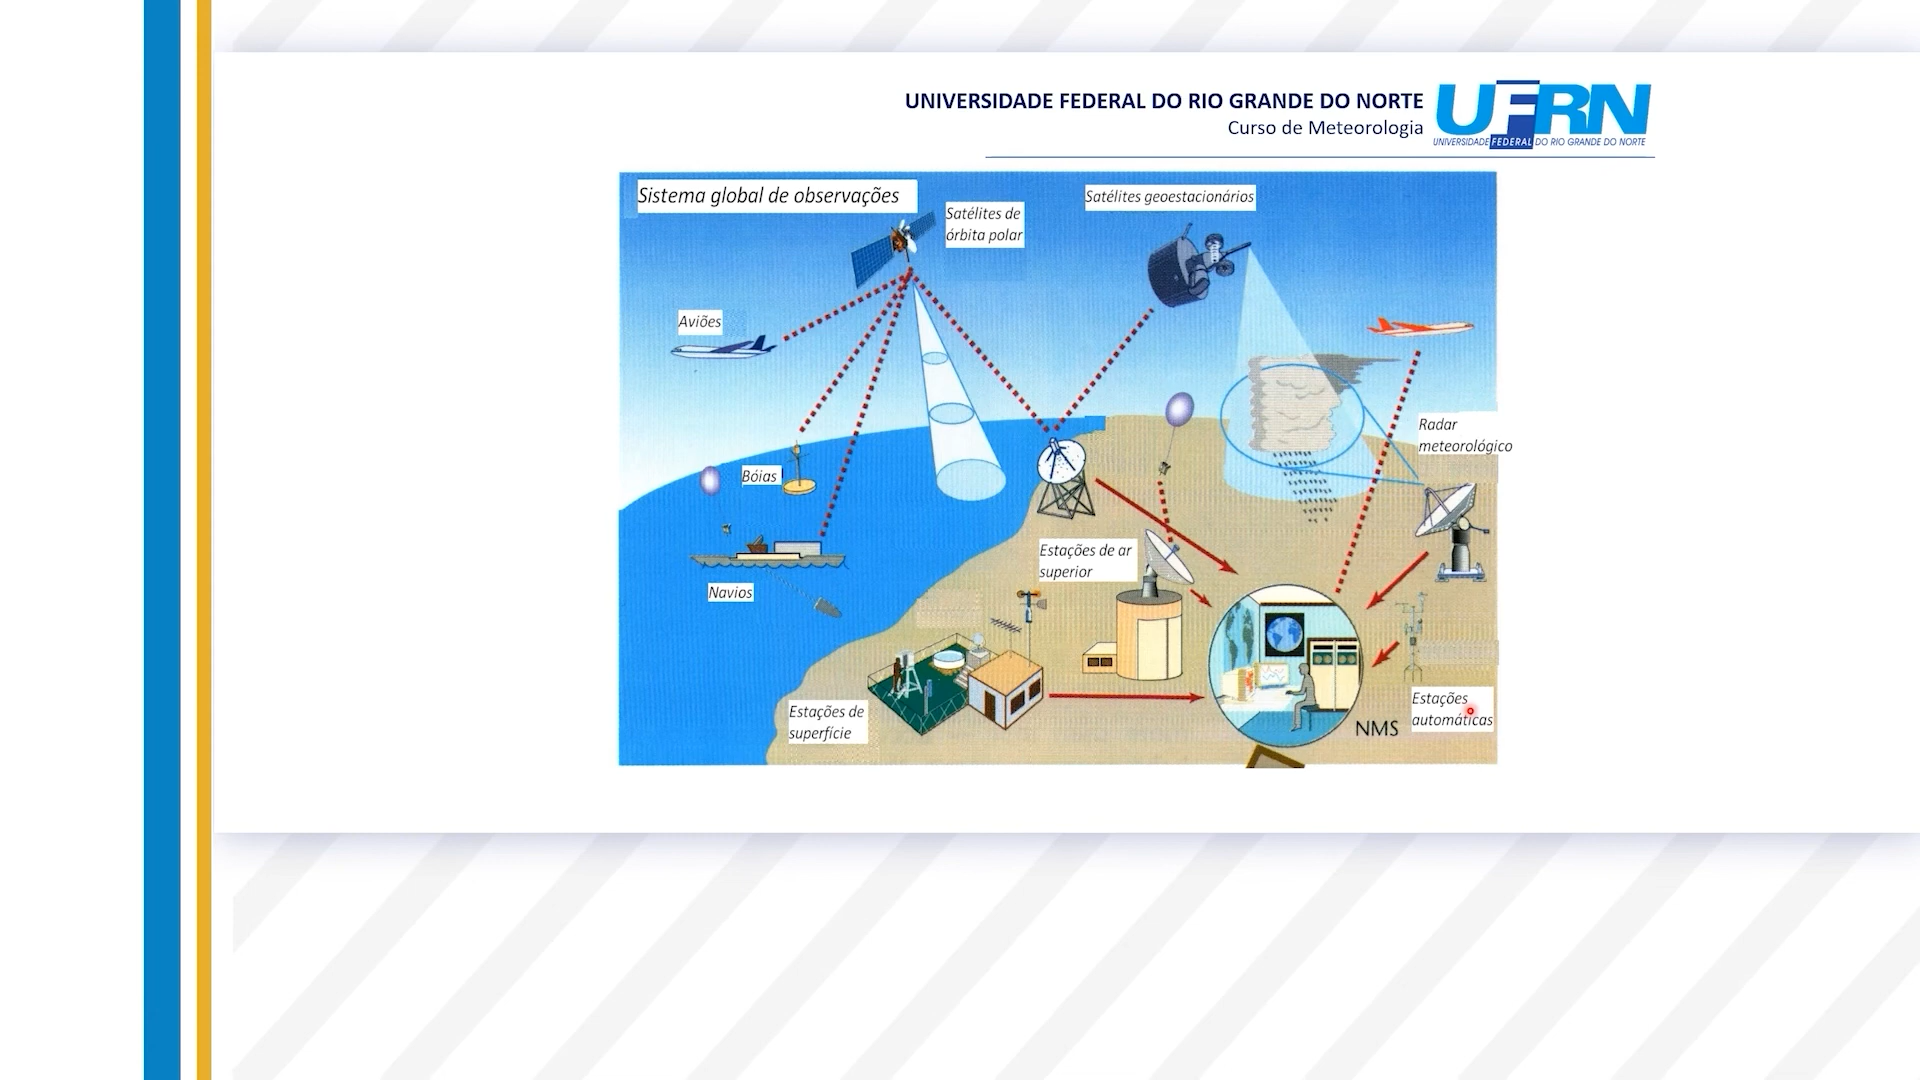 UNIVERSIDADE FEDERAL DO RIO GRANDE DO NORTE
Curso de Meteorologia
UFRN
UNIVERSIDADE FEDERAL DO RIO GRANDE DO NORTE
Sistema global de observações
Satélites de
órbita polar
Satélites geoestacionários
Aviões
Radar
meteorológico
Bóias
Estações de ar
superior
Navios
Estações de
superfície
NMS
Estações
automáticas